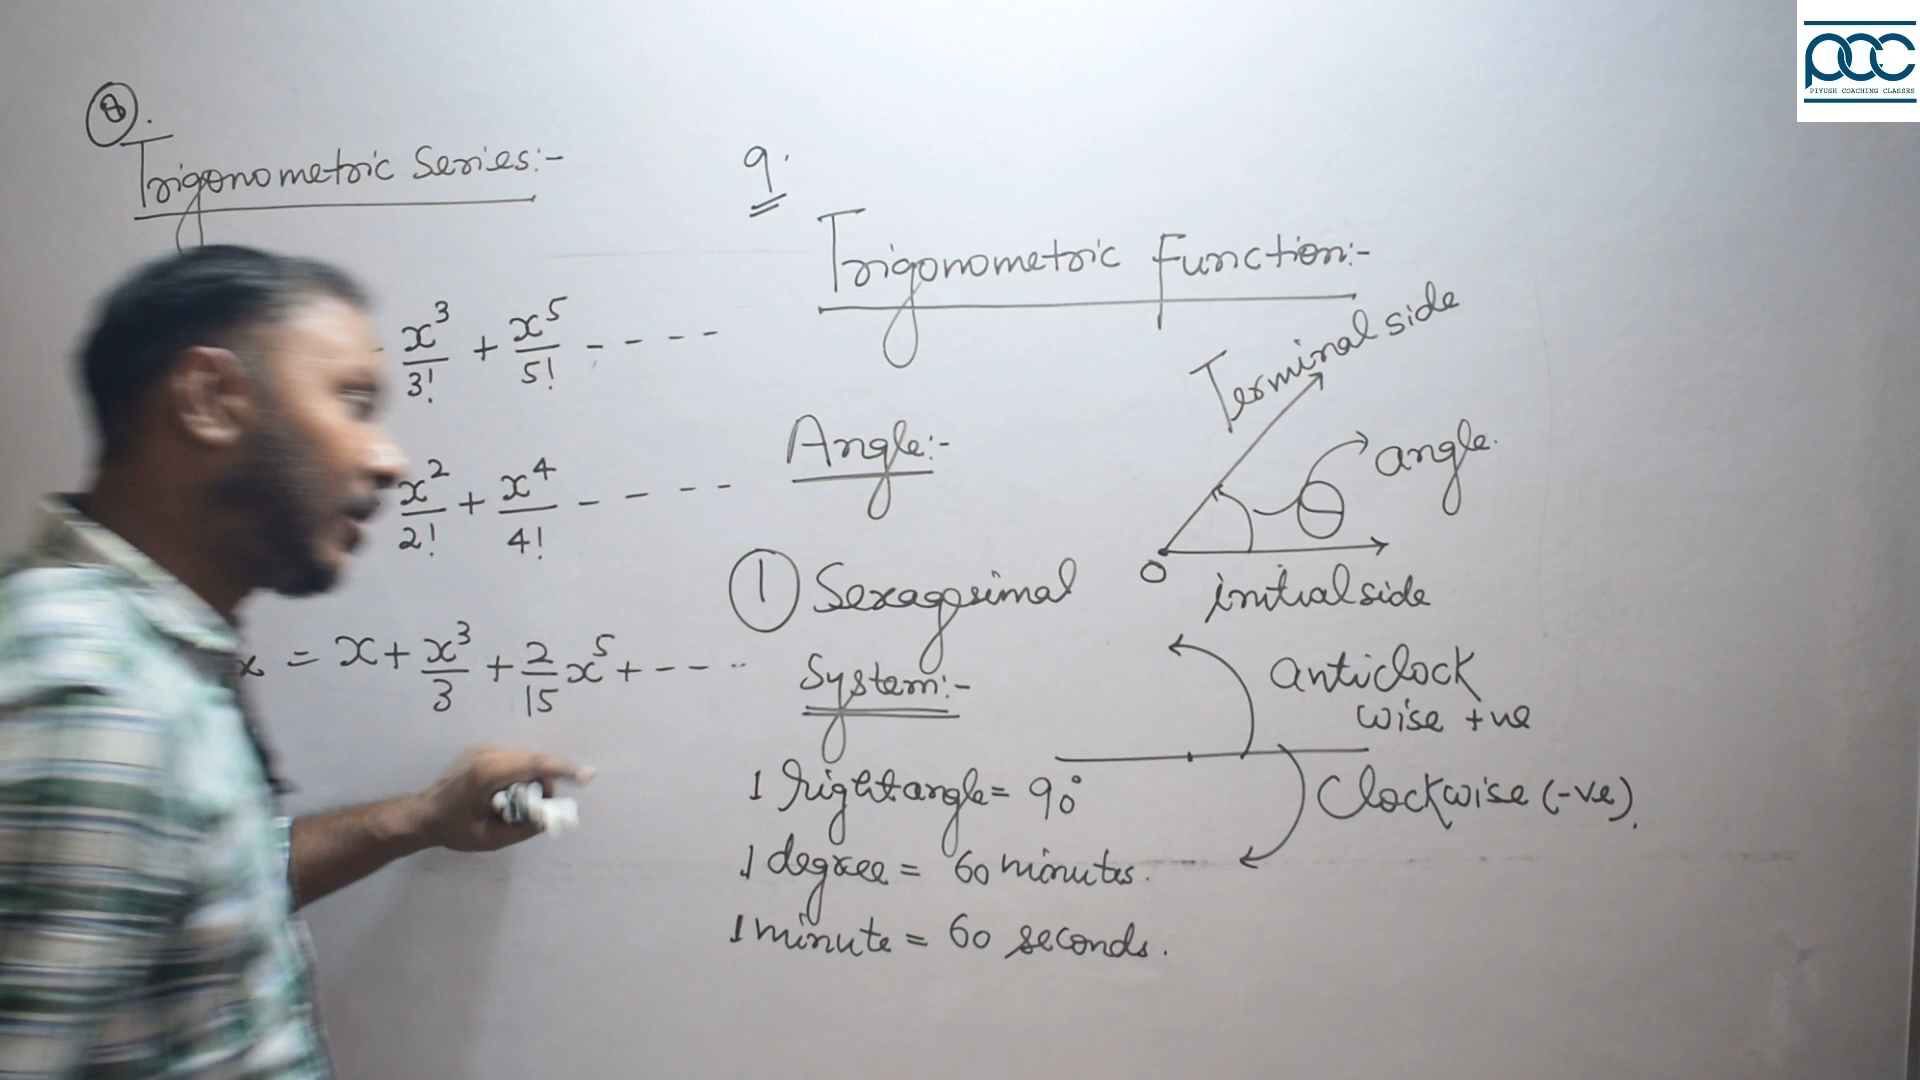 8.
Trigonometric Series:-
- x³/3! + x⁵/5! - - - -
x²/2! + x⁴/4! - - - -
x = x + x³/3 + 2/15 x⁵ + - - - -
9.
Trigonometric Function:-
Angle:-
Terminal side
θ angle.
O
initial side
① Sexagesimal
System:-
1 right angle = 90°
1 degree = 60 minutes.
1 minute = 60 seconds.
anticlock
wise +ve
Clockwise (-ve).
PCC
PIYUSH COACHING CLASSES